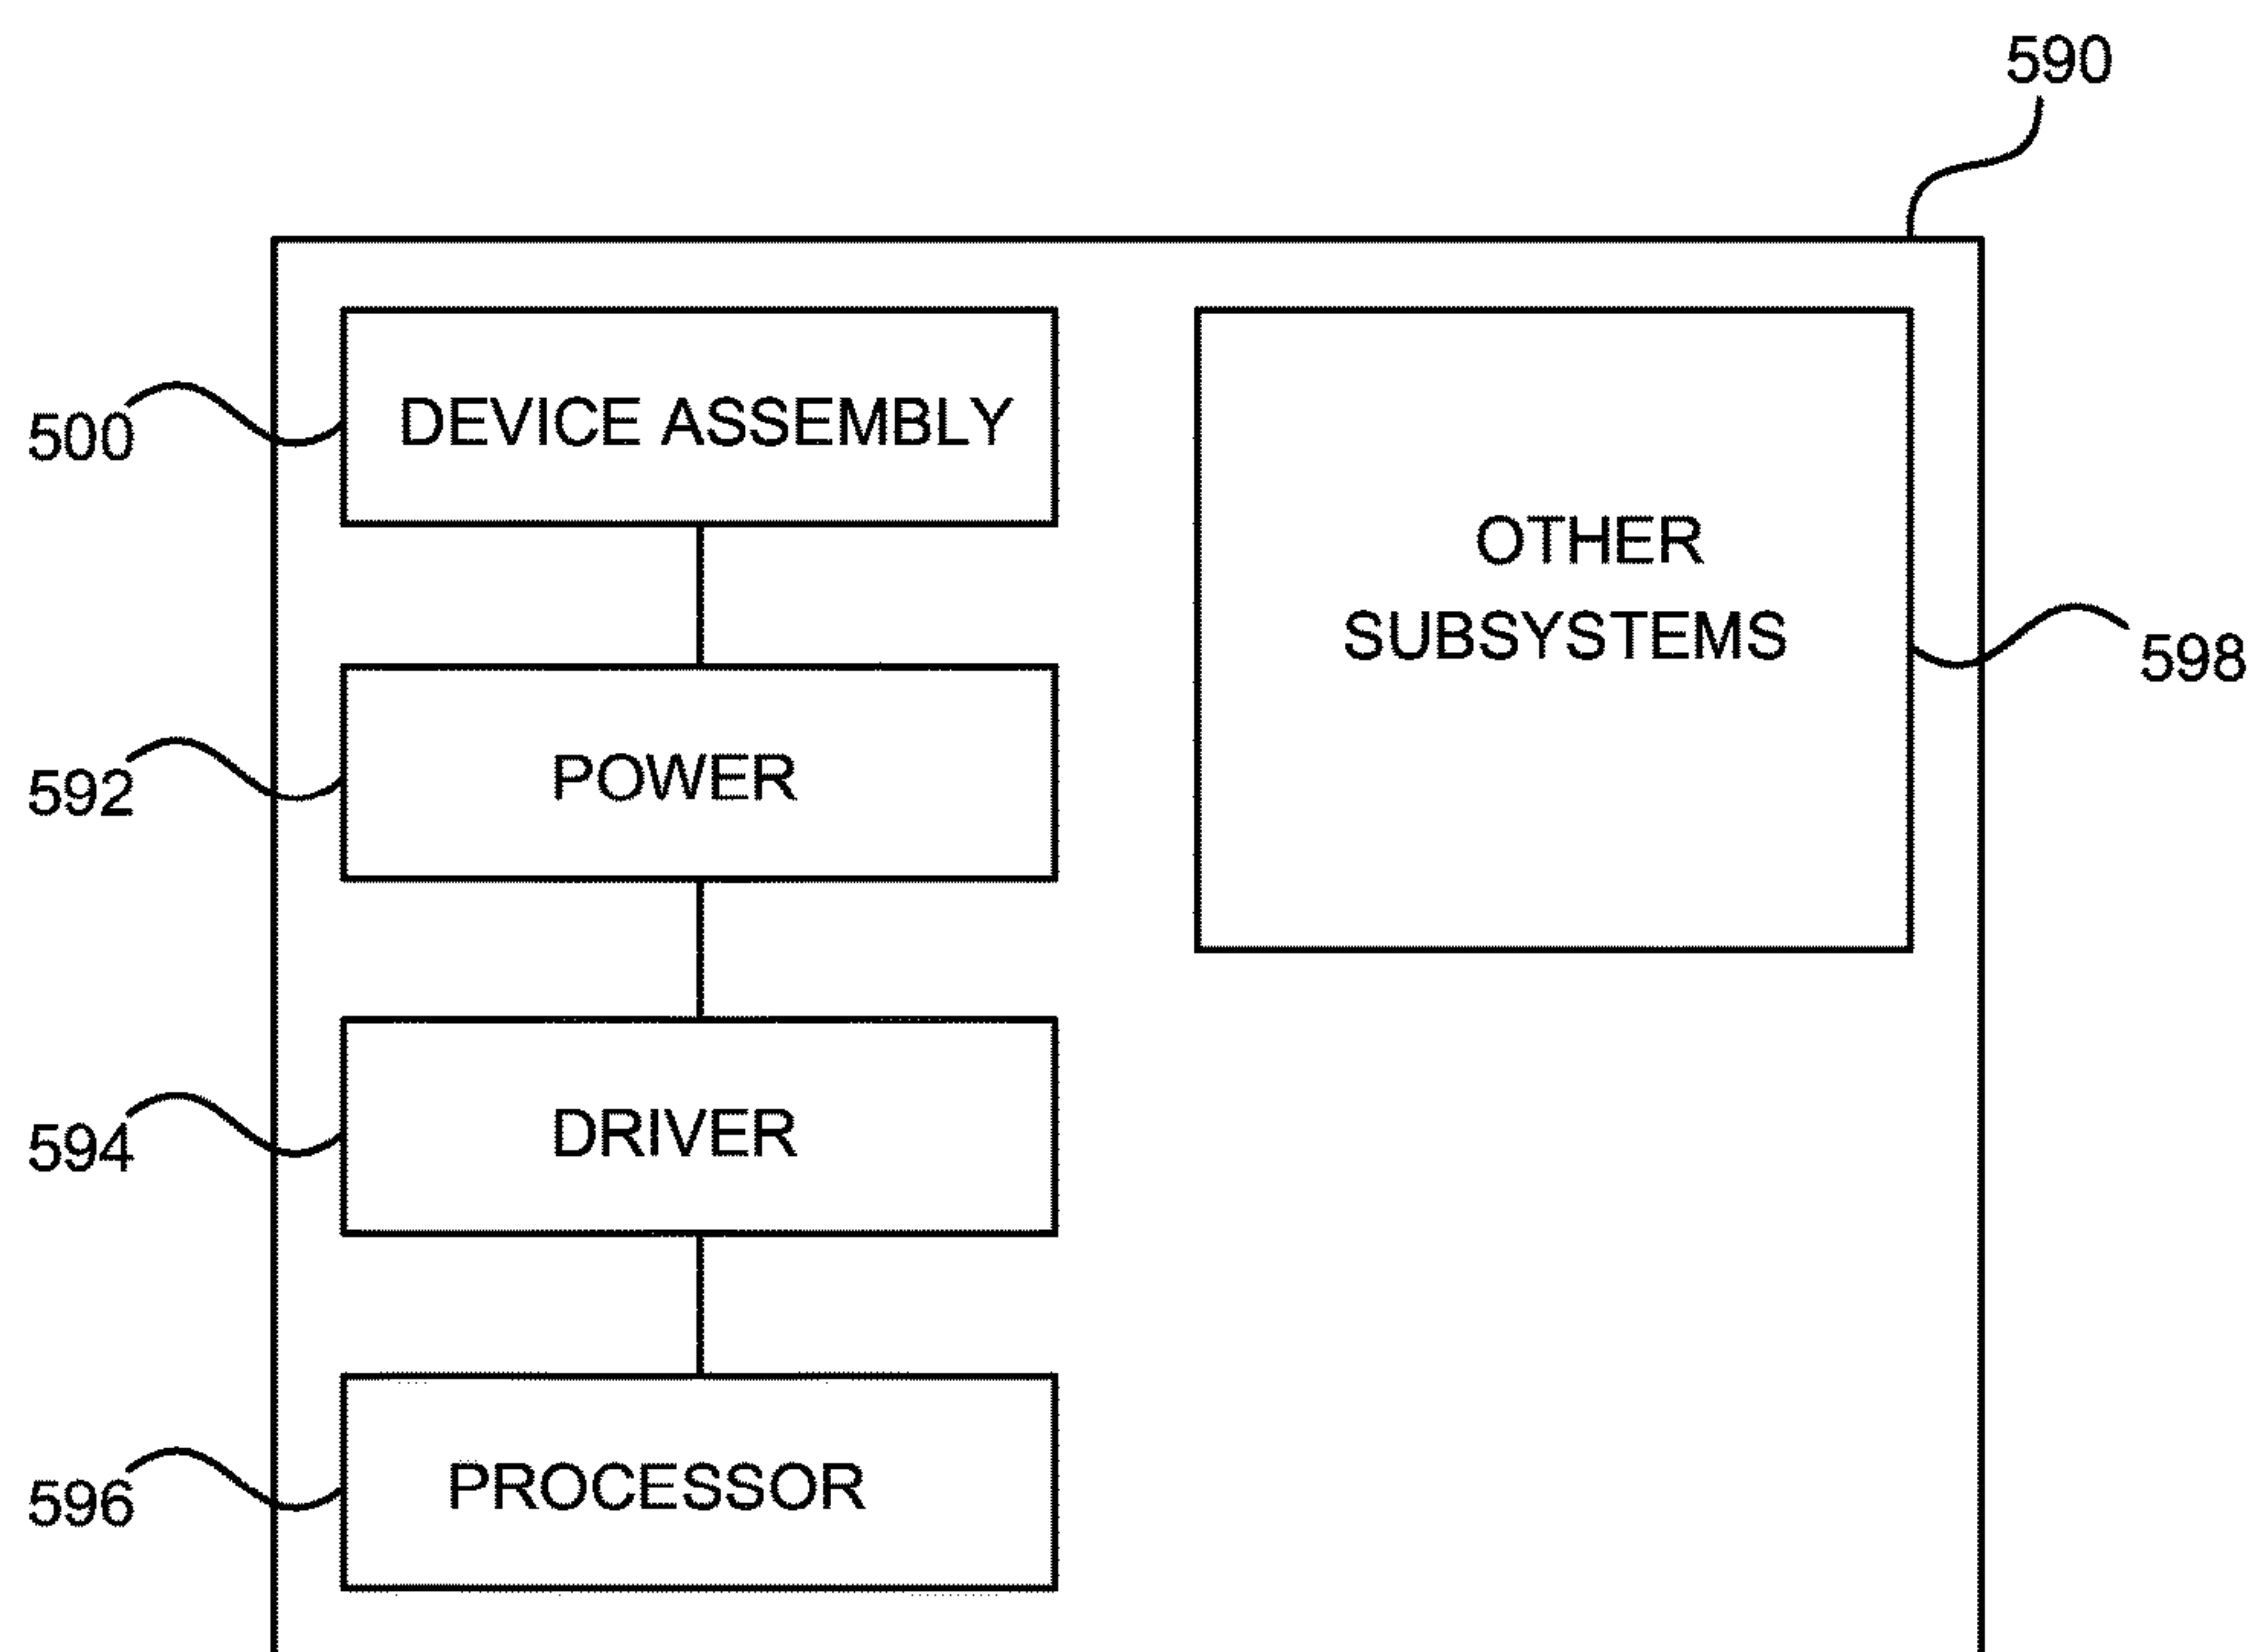 590
500
DEVICE ASSEMBLY
OTHER
SUBSYSTEMS
598
592
POWER
594
DRIVER
596
PROCESSOR